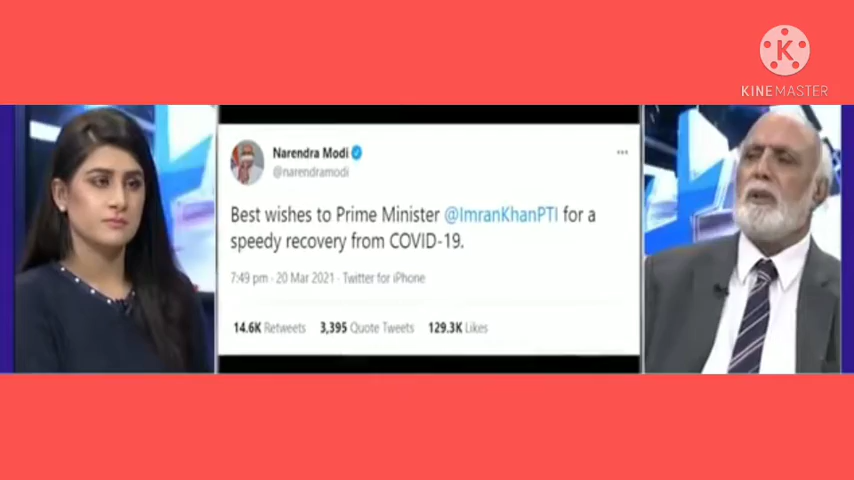 K
KINEMASTER
Narendra Modi
@narendramodi
Best wishes to Prime Minister @ImranKhanPTI for a
speedy recovery from COVID-19.
7:49 pm · 20 Mar 2021 · Twitter for iPhone
14.6K Retweets 3,395 Quote Tweets 129.3K Likes